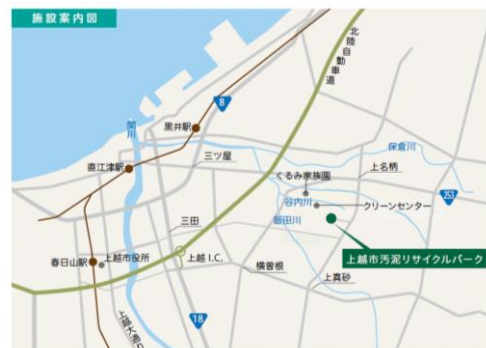 施設案内図
北陸自動車道
8
関川
黒井駅
保倉川
三ツ屋
直江津駅
上名柄
くるみ家族園
谷内川
クリーンセンター
253
飯田川
三田
上越市汚泥リサイクルパーク
上越市役所
上越 I.C.
春日山駅
横曽根
上真砂
上越大通り
18